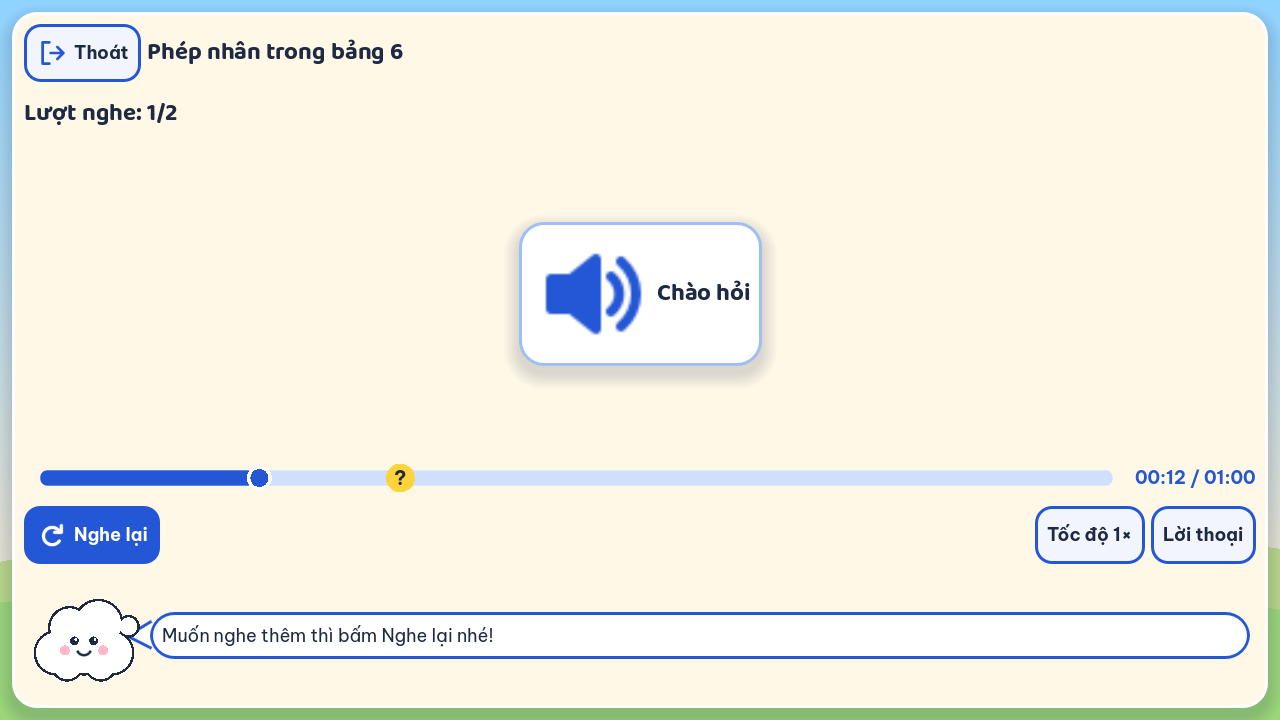 Thoát
Phép nhân trong bảng 6
Lượt nghe: 1/2
Chào hỏi
?
00:12 / 01:00
Nghe lại
Tốc độ 1×
Lời thoại
Muốn nghe thêm thì bấm Nghe lại nhé!